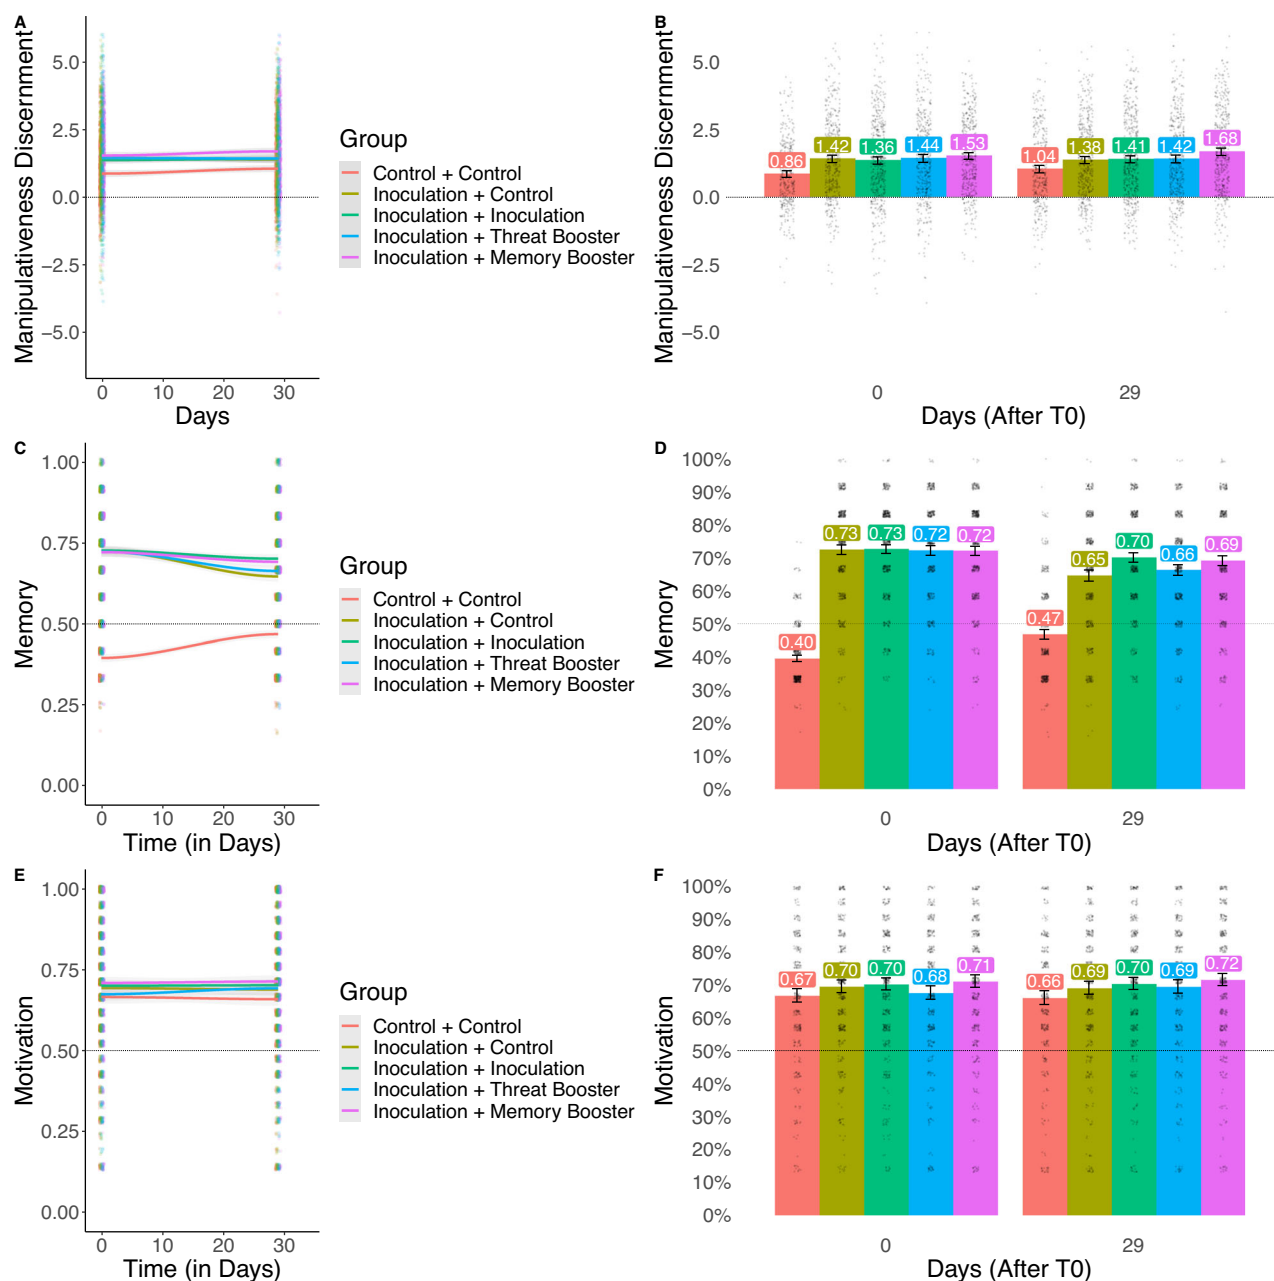 A
Manipulativeness Discernment
5.0
2.5
0.0
−2.5
−5.0
0 10 20 30
Days
Group
Control + Control
Inoculation + Control
Inoculation + Inoculation
Inoculation + Threat Booster
Inoculation + Memory Booster
B
Manipulativeness Discernment
5.0
2.5
0.0
−2.5
−5.0
0.86 1.42 1.36 1.44 1.53 1.04 1.38 1.41 1.42 1.68
0 29
Days (After T0)
C
Memory
1.00
0.75
0.50
0.25
0.00
0 10 20 30
Time (in Days)
Group
Control + Control
Inoculation + Control
Inoculation + Inoculation
Inoculation + Threat Booster
Inoculation + Memory Booster
D
Memory
100%
90%
80%
70%
60%
50%
40%
30%
20%
10%
0%
0.40 0.73 0.73 0.72 0.72 0.47 0.65 0.70 0.66 0.69
0 29
Days (After T0)
E
Motivation
1.00
0.75
0.50
0.25
0.00
0 10 20 30
Time (in Days)
Group
Control + Control
Inoculation + Control
Inoculation + Inoculation
Inoculation + Threat Booster
Inoculation + Memory Booster
F
Motivation
100%
90%
80%
70%
60%
50%
40%
30%
20%
10%
0%
0.67 0.70 0.70 0.68 0.71 0.66 0.69 0.70 0.69 0.72
0 29
Days (After T0)